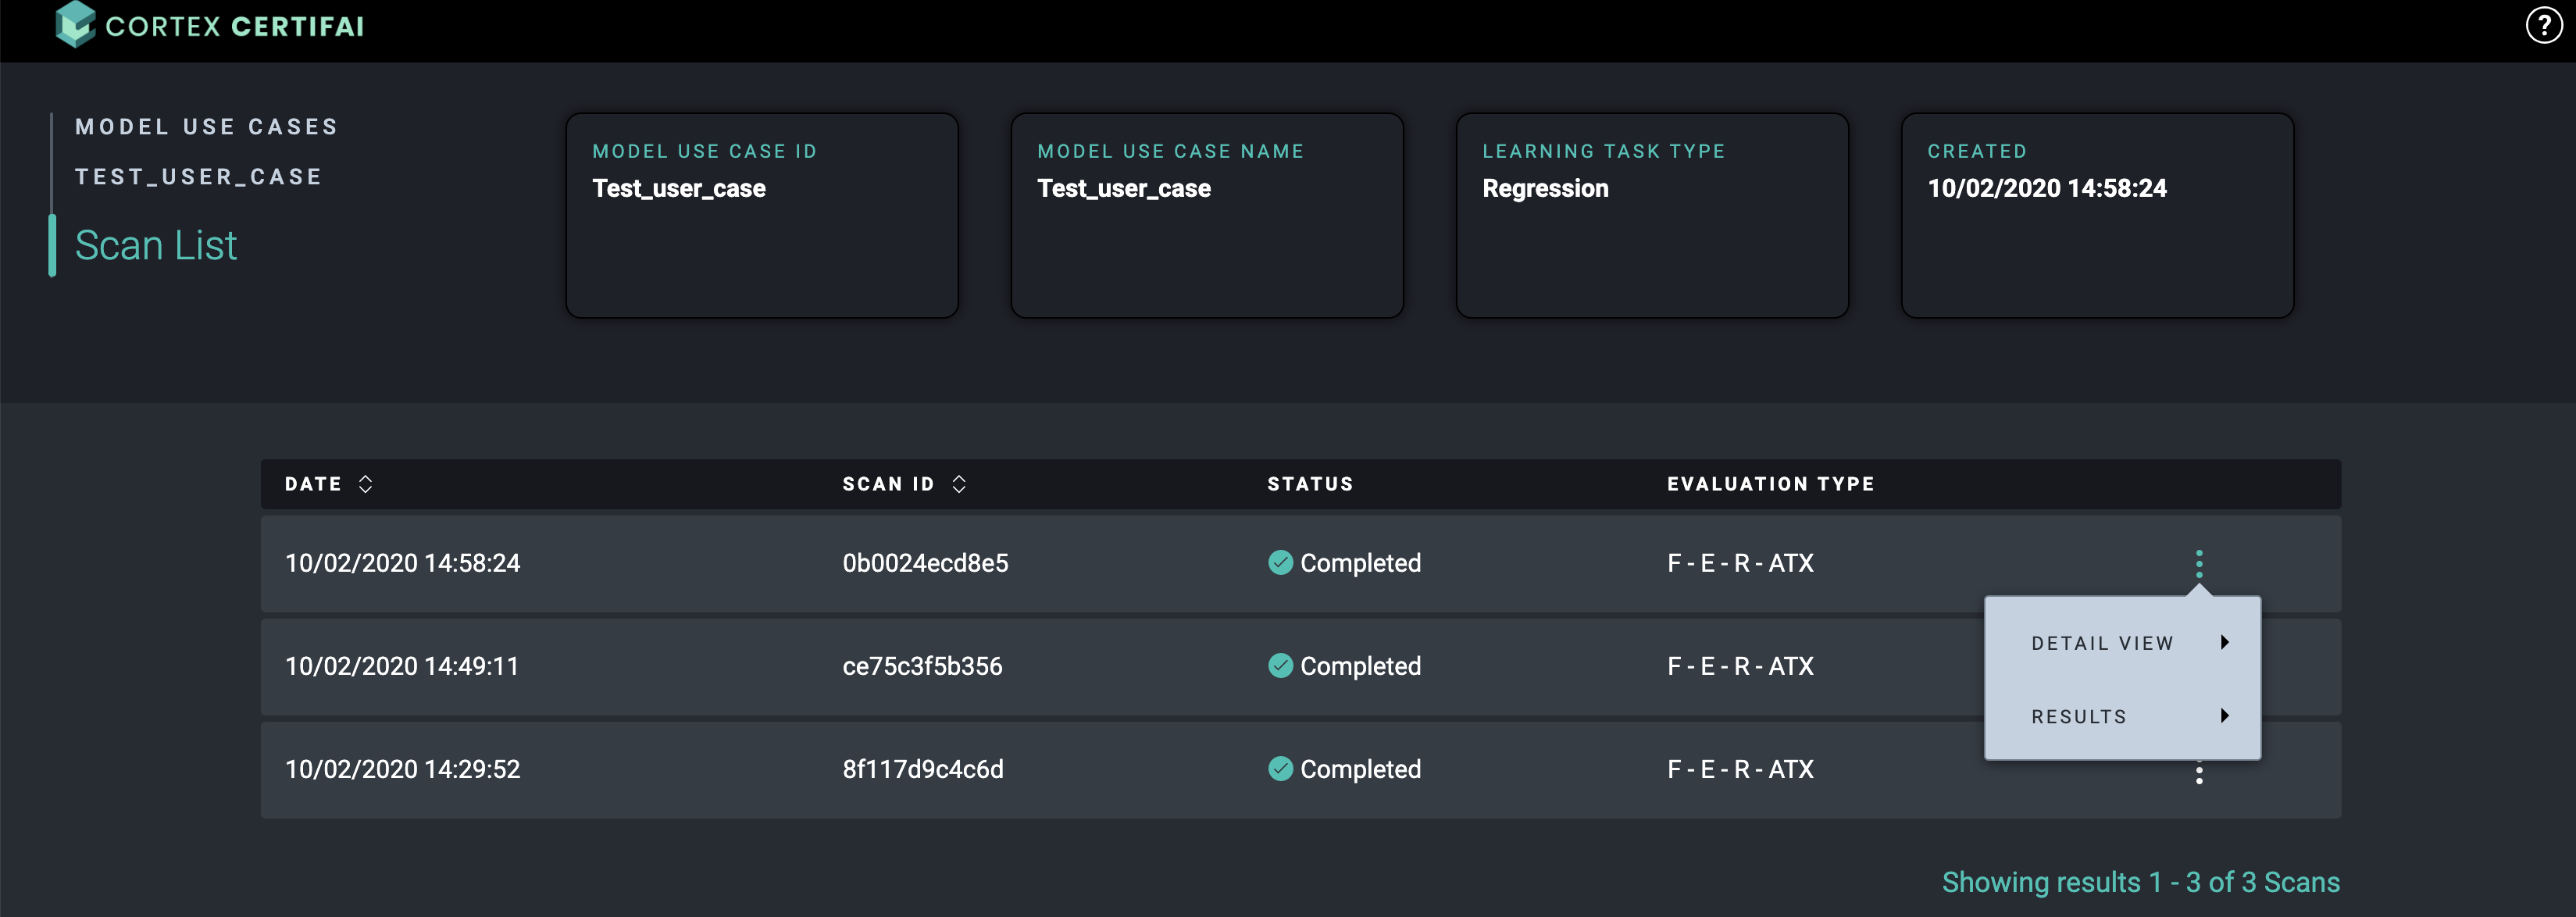 CORTEX CERTIFAI
?
MODEL USE CASES
TEST_USER_CASE
Scan List
MODEL USE CASE ID
Test_user_case
MODEL USE CASE NAME
Test_user_case
LEARNING TASK TYPE
Regression
CREATED
10/02/2020 14:58:24
DATE SCAN ID STATUS EVALUATION TYPE
10/02/2020 14:58:24 0b0024ecd8e5 Completed F - E - R - ATX
10/02/2020 14:49:11 ce75c3f5b356 Completed F - E - R - ATX
10/02/2020 14:29:52 8f117d9c4c6d Completed F - E - R - ATX
DETAIL VIEW
RESULTS
Showing results 1 - 3 of 3 Scans